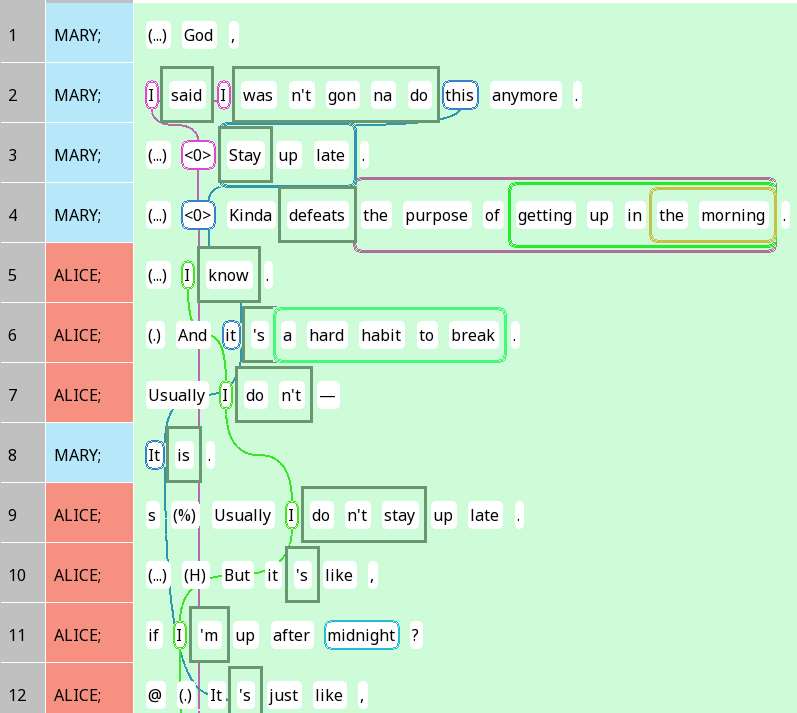 1 MARY; (...) God ,
2 MARY; I said I was n't gon na do this anymore .
3 MARY; (...) <0> Stay up late .
4 MARY; (...) <0> Kinda defeats the purpose of getting up in the morning .
5 ALICE; (...) I know .
6 ALICE; (.) And it 's a hard habit to break .
7 ALICE; Usually I do n't —
8 MARY; It is .
9 ALICE; s (%) Usually I do n't stay up late .
10 ALICE; (...) (H) But it 's like ,
11 ALICE; if I 'm up after midnight ?
12 ALICE; @ (.) It 's just like ,